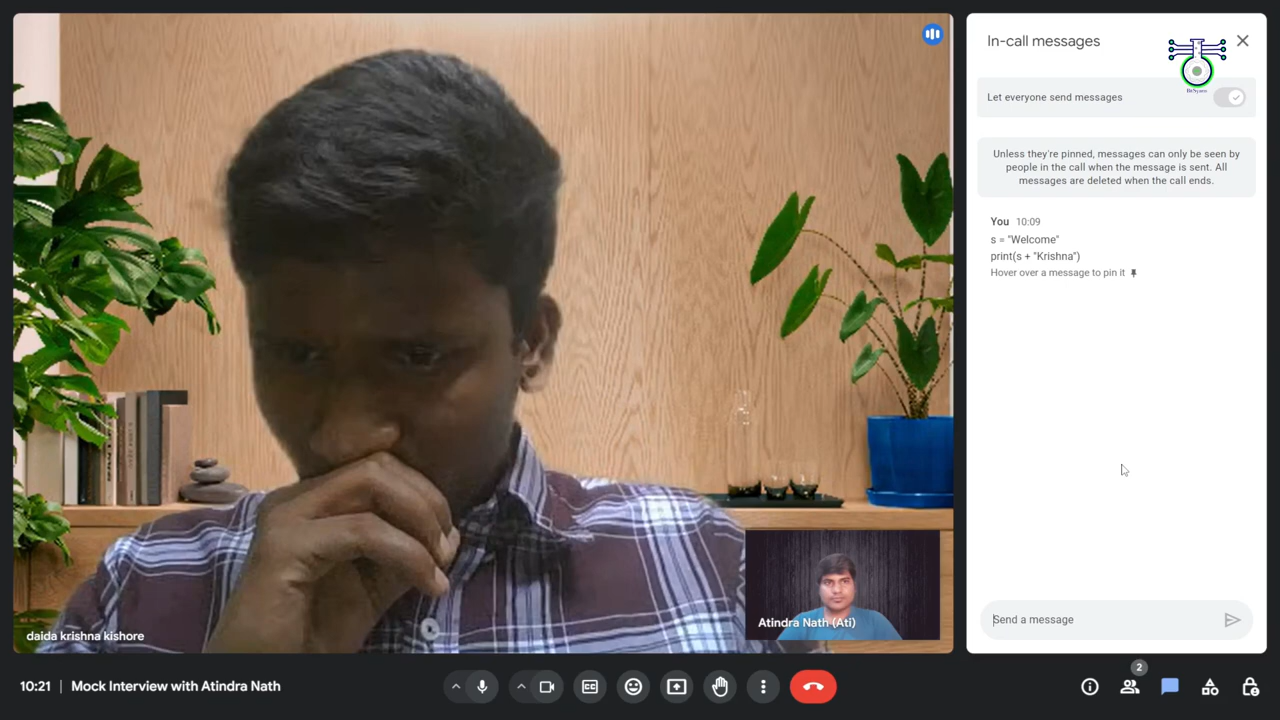 In-call messages
Let everyone send messages
Unless they're pinned, messages can only be seen by
people in the call when the message is sent. All
messages are deleted when the call ends.
You 10:09
s = "Welcome"
print(s + "Krishna")
Hover over a message to pin it
Send a message
daida krishna kishore
Atindra Nath (Ati)
10:21 | Mock Interview with Atindra Nath
2